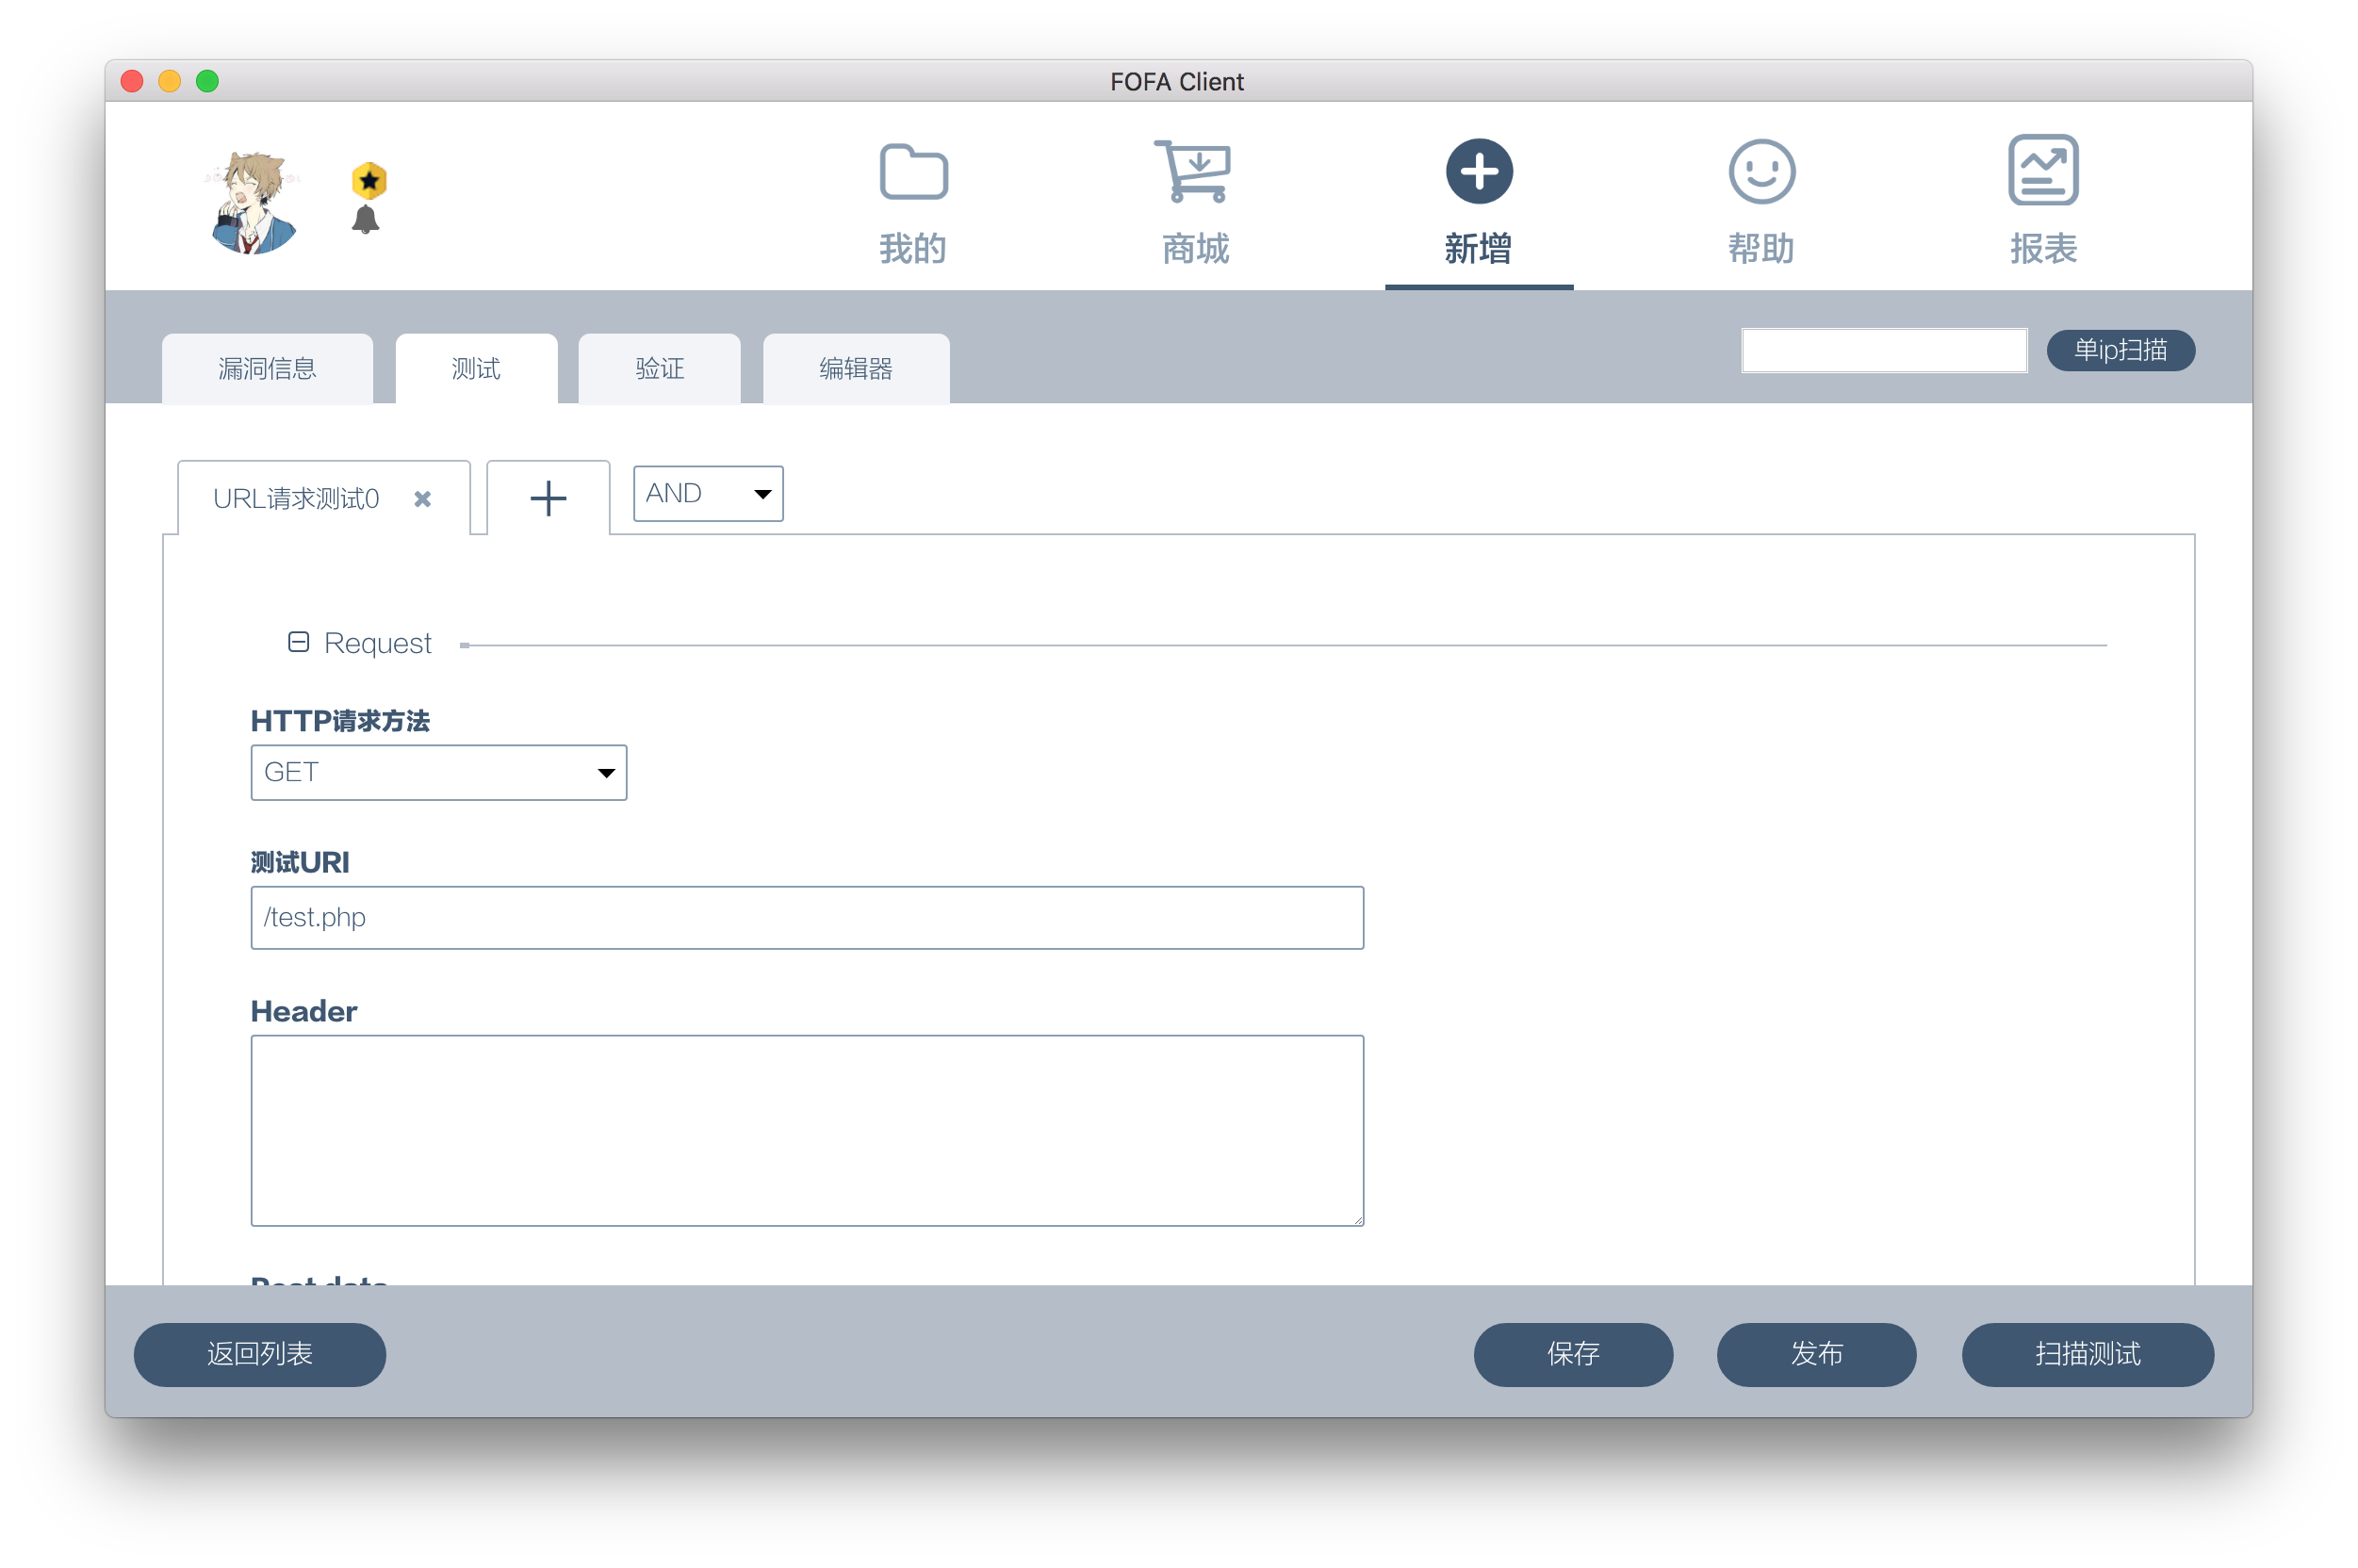 FOFA Client
我的 商城 新增 帮助 报表
漏洞信息 测试 验证 编辑器 单ip扫描
URL请求测试0 AND
Request
HTTP请求方法
GET
测试URI
/test.php
Header
Post data
返回列表 保存 发布 扫描测试